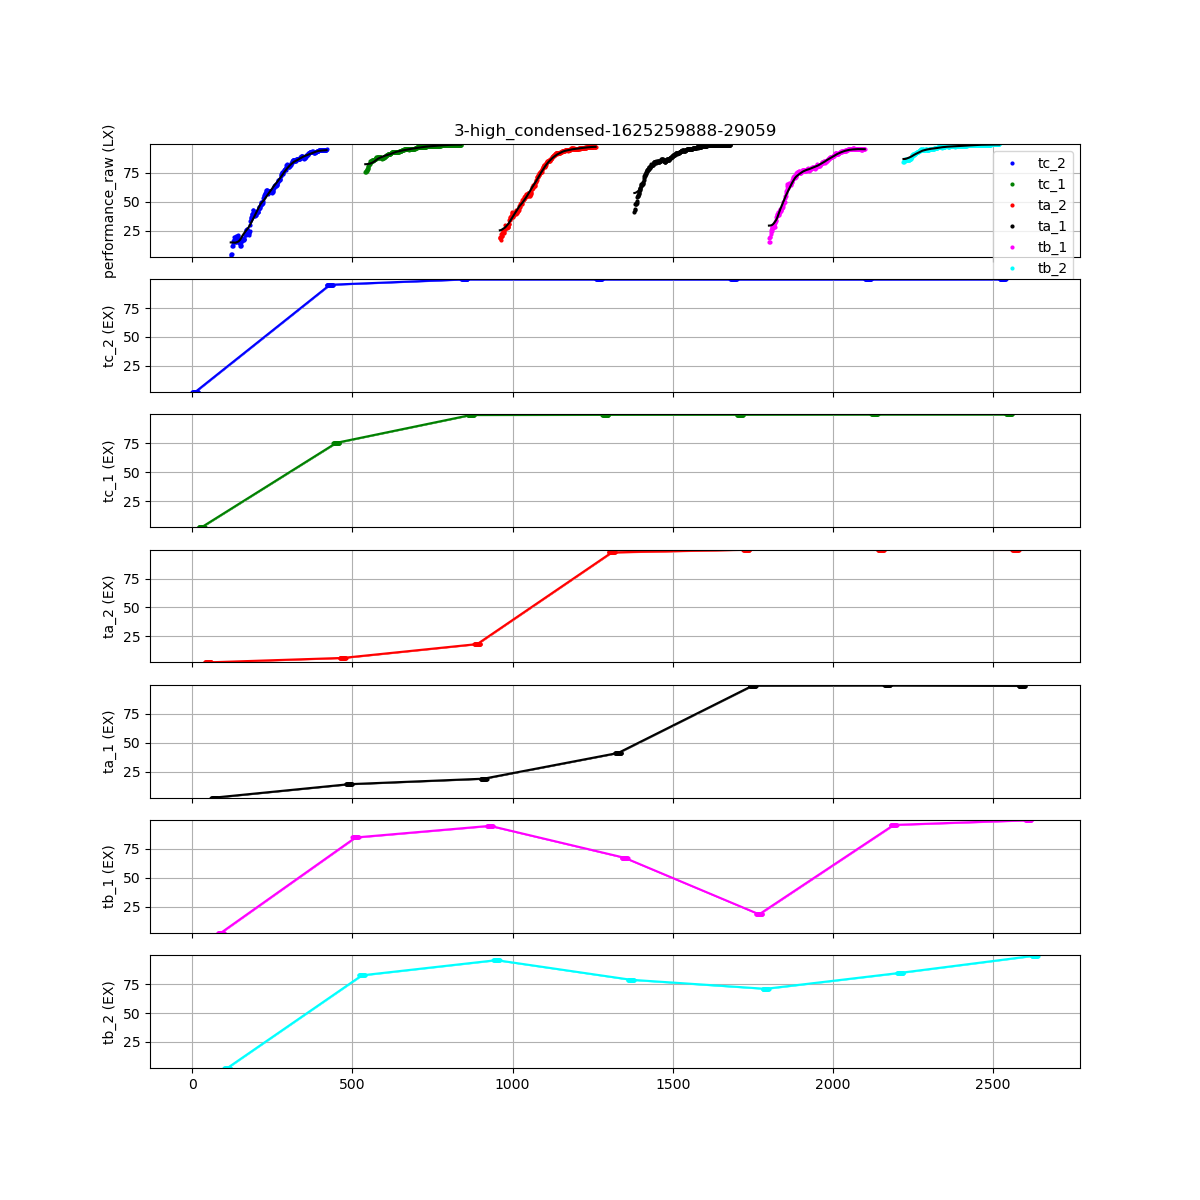 3-high_condensed-1625259888-29059
performance_raw (LX)
75
50
25
tc_2
tc_1
ta_2
ta_1
tb_1
tb_2
tc_2 (EX)
75
50
25
tc_1 (EX)
75
50
25
ta_2 (EX)
75
50
25
ta_1 (EX)
75
50
25
tb_1 (EX)
75
50
25
tb_2 (EX)
75
50
25
0 500 1000 1500 2000 2500